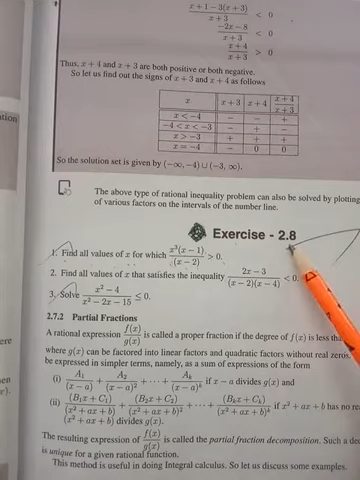 x + 1 − 3(x + 3) / x + 3 < 0
−2x − 8 / x + 3 < 0
x + 4 / x + 3 > 0
Thus, x + 4 and x + 3 are both positive or both negative.
So let us find out the signs of x + 3 and x + 4 as follows
x | x + 3 | x + 4 | x + 4 / x + 3
x < −4 | − | − | +
−4 < x < −3 | − | + | −
x > −3 | + | + | +
x = −4 | − | 0 | 0
So the solution set is given by (−∞, −4) ∪ (−3, ∞).
The above type of rational inequality problem can also be solved by plotting
of various factors on the intervals of the number line.
Exercise - 2.8
1. Find all values of x for which x³(x − 1) / (x − 2) > 0.
2. Find all values of x that satisfies the inequality 2x − 3 / (x − 2)(x − 4) < 0.
3. Solve x² − 4 / x² − 2x − 15 ≤ 0.
2.7.2 Partial Fractions
A rational expression f(x) / g(x) is called a proper fraction if the degree of f(x) is less
where g(x) can be factored into linear factors and quadratic factors without real zeros
be expressed in simpler terms, namely, as a sum of expressions of the form
(i) A₁ / (x − a) + A₂ / (x − a)² + ⋯ + Aₖ / (x − a)ᵏ if x − a divides g(x) and
(ii) (B₁x + C₁) / (x² + ax + b) + (B₂x + C₂) / (x² + ax + b)² + ⋯ + (Bₖx + Cₖ) / (x² + ax + b)ᵏ if x² + ax + b has no
(x² + ax + b) divides g(x).
The resulting expression of f(x) / g(x) is called the partial fraction decomposition. Such a
is unique for a given rational function.
This method is useful in doing Integral calculus. So let us discuss some examples.